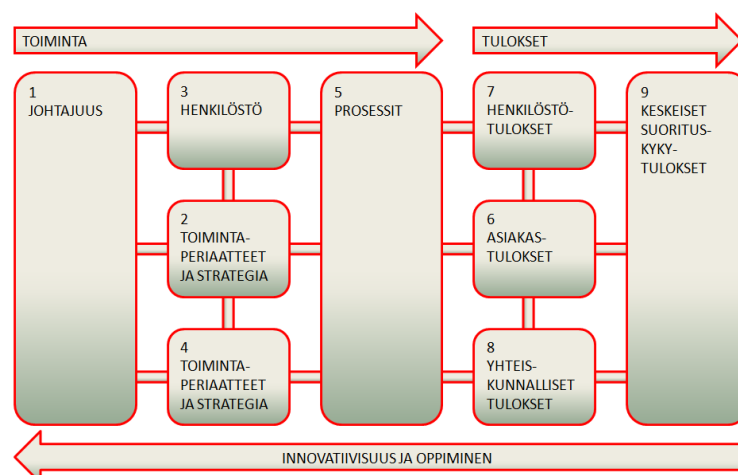 TOIMINTA
TULOKSET
1
JOHTAJUUS
3
HENKILÖSTÖ
5
PROSESSIT
7
HENKILÖSTÖ-
TULOKSET
9
KESKEISET
SUORITUS-
KYKY-
TULOKSET
2
TOIMINTA-
PERIAATTEET
JA STRATEGIA
6
ASIAKAS-
TULOKSET
4
TOIMINTA-
PERIAATTEET
JA STRATEGIA
8
YHTEIS-
KUNNALLISET
TULOKSET
INNOVATIIVISUUS JA OPPIMINEN